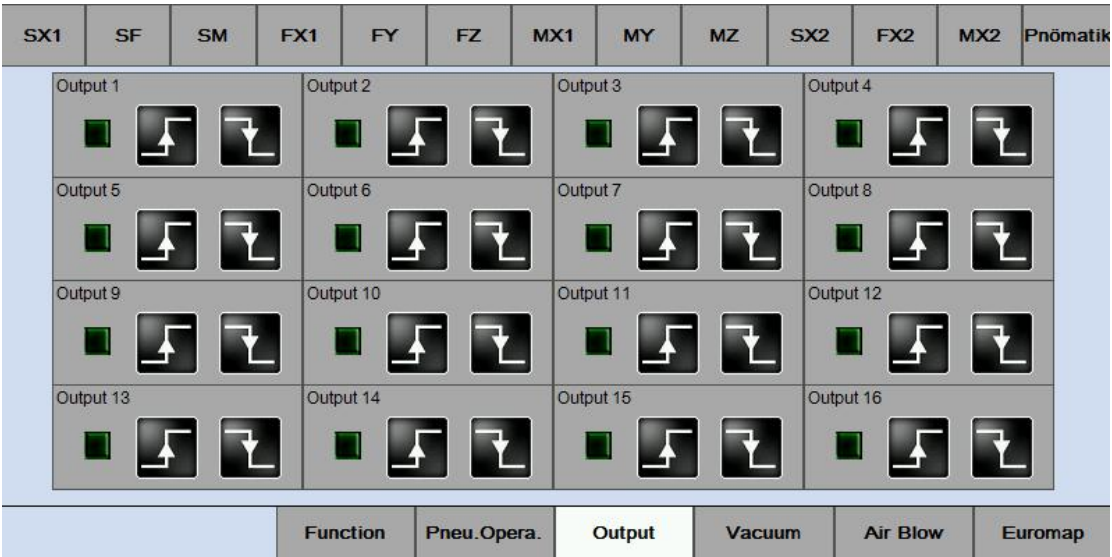 SX1 SF SM FX1 FY FZ MX1 MY MZ SX2 FX2 MX2 Pnömatik
Output 1 Output 2 Output 3 Output 4
Output 5 Output 6 Output 7 Output 8
Output 9 Output 10 Output 11 Output 12
Output 13 Output 14 Output 15 Output 16
Function Pneu.Opera. Output Vacuum Air Blow Euromap